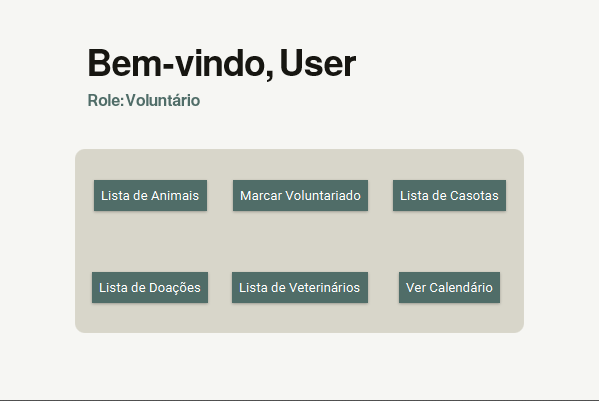 Bem-vindo, User
Role:Voluntário
Lista de Animais
Marcar Voluntariado
Lista de Casotas
Lista de Doações
Lista de Veterinários
Ver Calendário